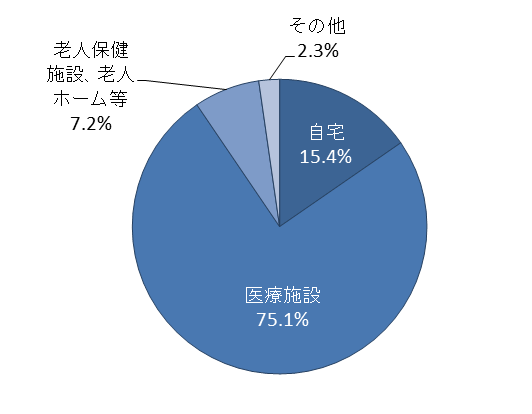 その他
2.3%
老人保健
施設、老人
ホーム等
7.2%
自宅
15.4%
医療施設
75.1%